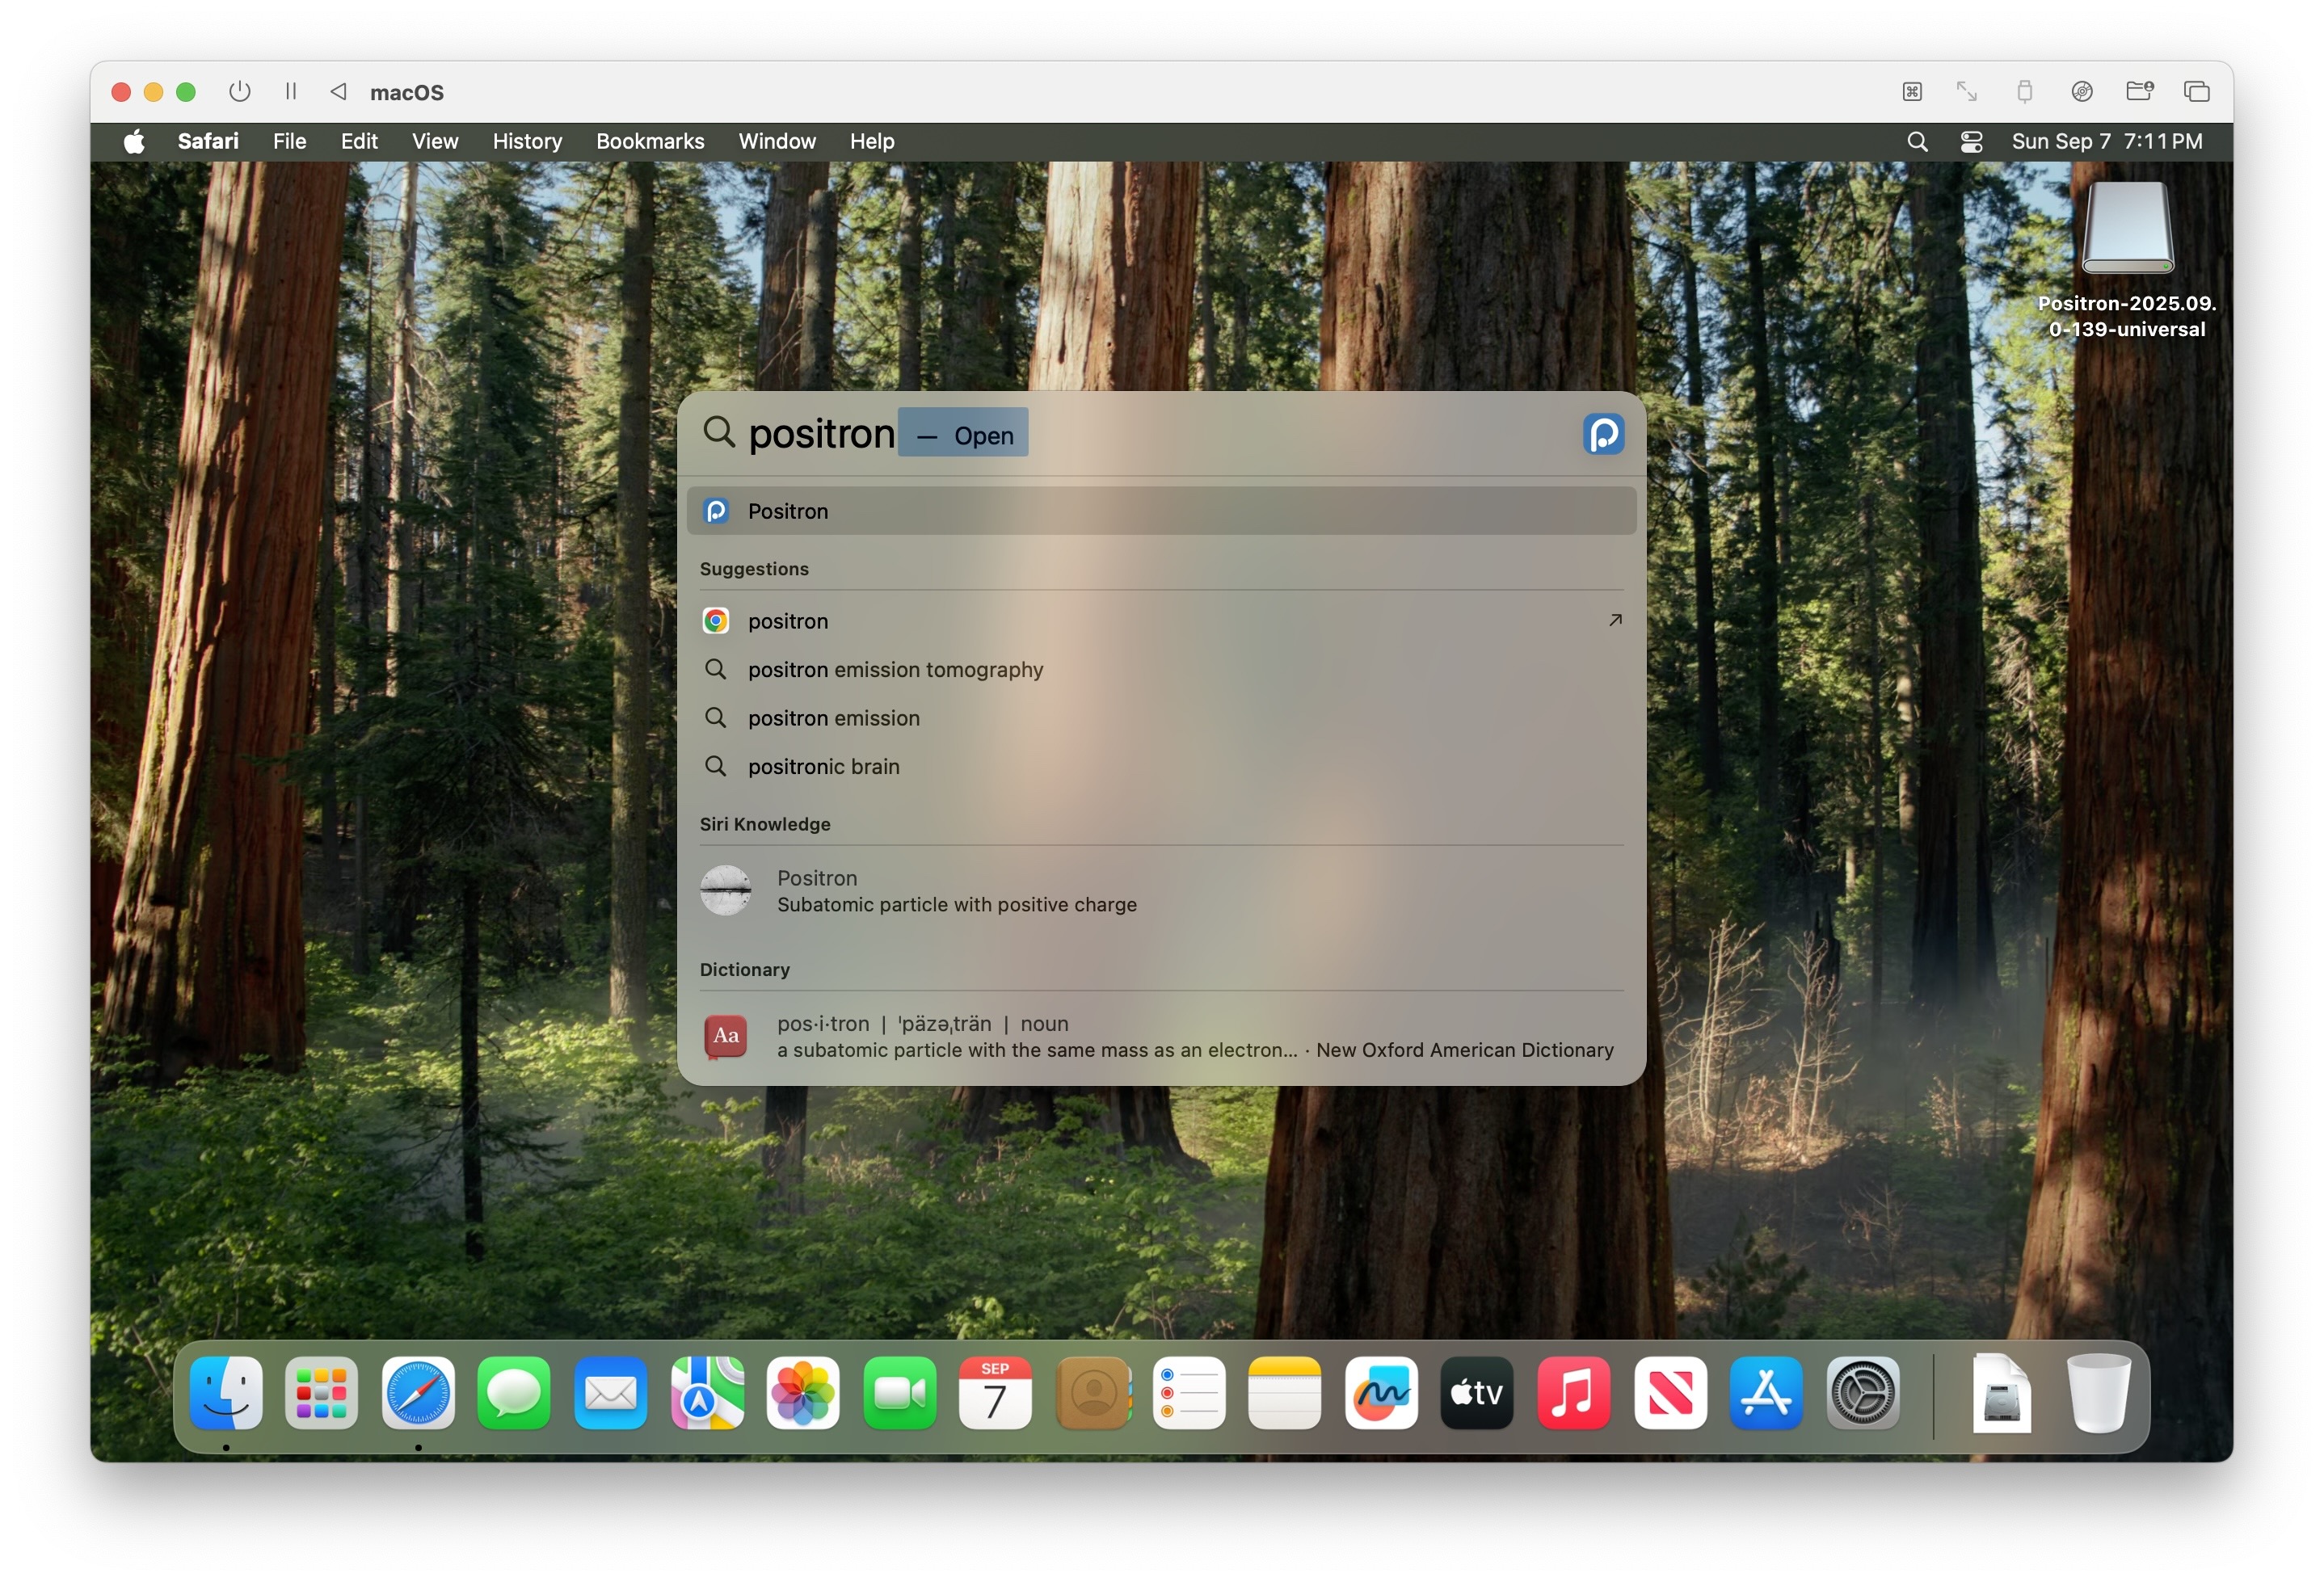 macOS
Safari File Edit View History Bookmarks Window Help Sun Sep 7 7:11 PM
Positron-2025.09.
0-139-universal
positron — Open
Positron
Suggestions
positron
positron emission tomography
positron emission
positronic brain
Siri Knowledge
Positron
Subatomic particle with positive charge
Dictionary
pos·i·tron | ˈpäzəˌträn | noun
a subatomic particle with the same mass as an electron... · New Oxford American Dictionary
Aa
SEP
7
tv